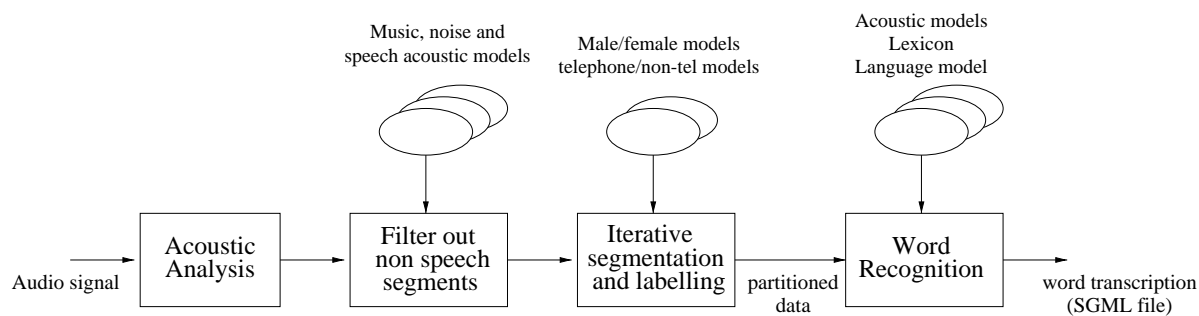 Music, noise and
speech acoustic models
Male/female models
telephone/non-tel models
Acoustic models
Lexicon
Language model
Audio signal
Acoustic
Analysis
Filter out
non speech
segments
Iterative
segmentation
and labelling
partitioned
data
Word
Recognition
word transcription
(SGML file)